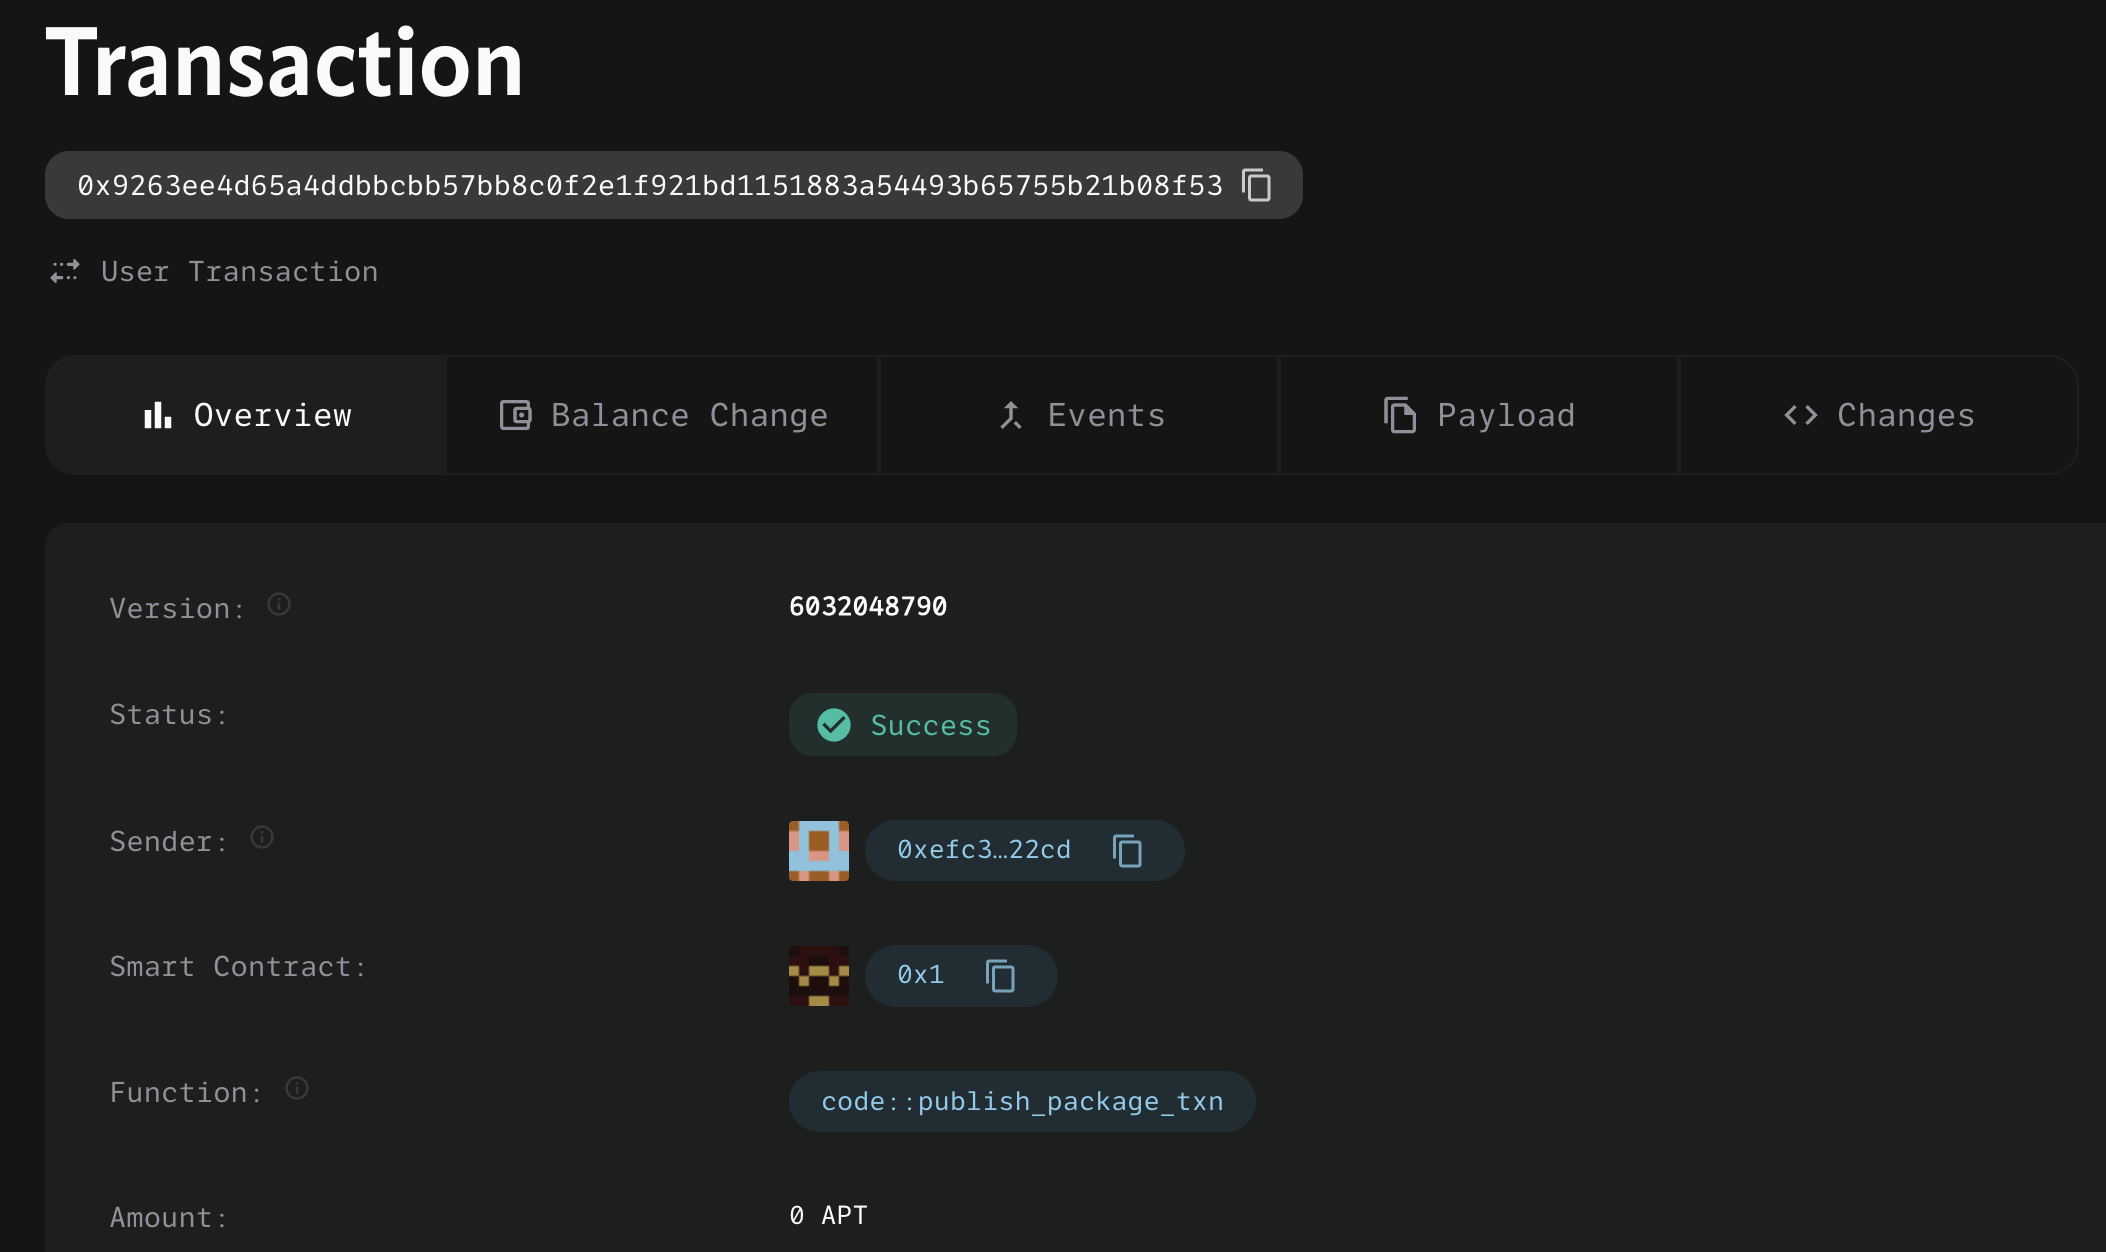 Transaction
0x9263ee4d65a4ddbbcbb57bb8c0f2e1f921bd1151883a54493b65755b21b08f53
User Transaction
Overview Balance Change Events Payload Changes
Version: 6032048790
Status: Success
Sender: 0xefc3…22cd
Smart Contract: 0x1
Function: code::publish_package_txn
Amount: 0 APT